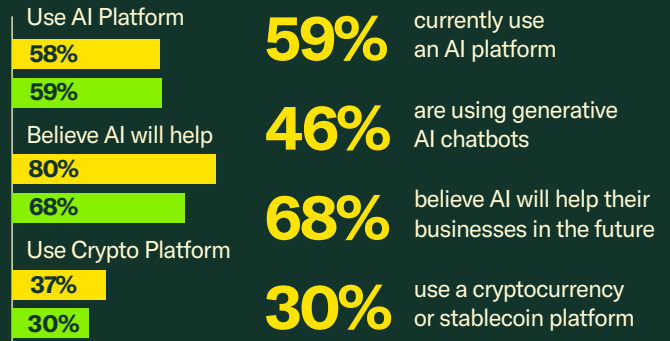 Use AI Platform
58%
59%
Believe AI will help
80%
68%
Use Crypto Platform
37%
30%
59%
currently use
an AI platform
46%
are using generative
AI chatbots
68%
believe AI will help their
businesses in the future
30%
use a cryptocurrency
or stablecoin platform